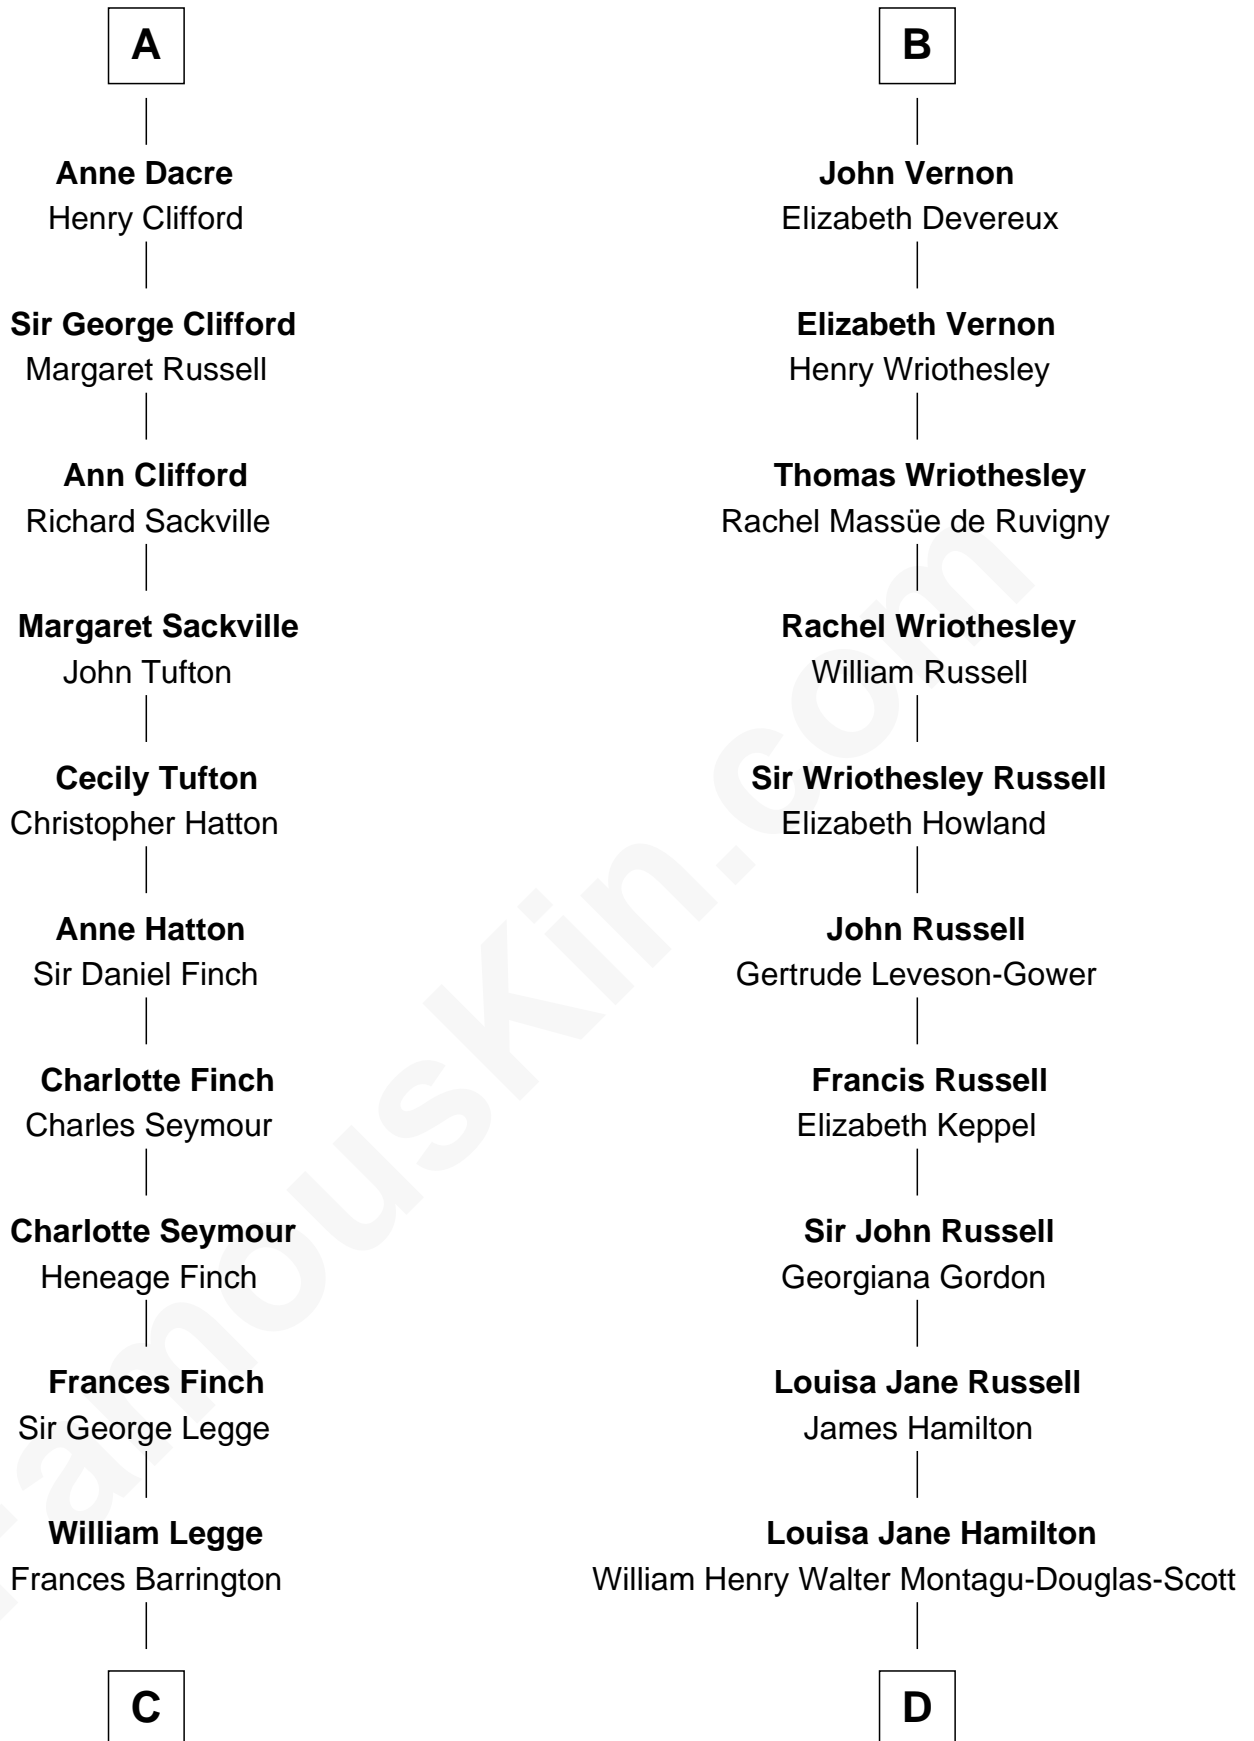 A
Anne Dacre
Henry Clifford
Sir George Clifford
Margaret Russell
Ann Clifford
Richard Sackville
Margaret Sackville
John Tufton
Cecily Tufton
Christopher Hatton
Anne Hatton
Sir Daniel Finch
Charlotte Finch
Charles Seymour
Charlotte Seymour
Heneage Finch
Frances Finch
Sir George Legge
William Legge
Frances Barrington
C
B
John Vernon
Elizabeth Devereux
Elizabeth Vernon
Henry Wriothesley
Thomas Wriothesley
Rachel Massüe de Ruvigny
Rachel Wriothesley
William Russell
Sir Wriothesley Russell
Elizabeth Howland
John Russell
Gertrude Leveson-Gower
Francis Russell
Elizabeth Keppel
Sir John Russell
Georgiana Gordon
Louisa Jane Russell
James Hamilton
Louisa Jane Hamilton
William Henry Walter Montagu-Douglas-Scott
D
FamousKin.com